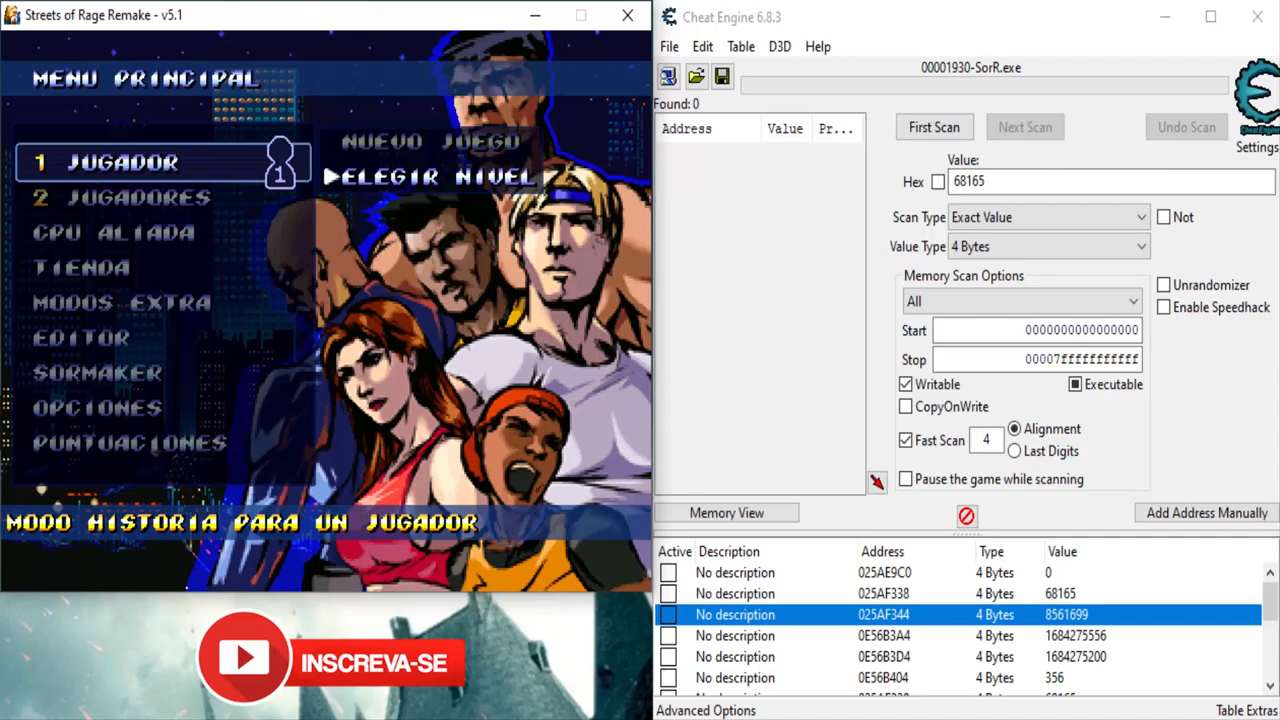 Streets of Rage Remake - v5.1
MENU PRINCIPAL
1 JUGADOR
1
NUEVO JUEGO
ELEGIR NIVEL
2 JUGADORES
CPU ALIADA
TIENDA
MODOS EXTRA
EDITOR
SORMAKER
OPCIONES
PUNTUACIONES
MODO HISTORIA PARA UN JUGADOR
INSCREVA-SE
Cheat Engine 6.8.3
File Edit Table D3D Help
00001930-SorR.exe
Found: 0
Address Value Pr...
First Scan Next Scan Undo Scan
Cheat Engine
Settings
Value:
Hex 68165
Scan Type Exact Value Not
Value Type 4 Bytes
Memory Scan Options
All
Unrandomizer
Enable Speedhack
Start 0000000000000000
Stop 00007fffffffffff
Writable Executable
CopyOnWrite
Fast Scan 4 Alignment
Last Digits
Pause the game while scanning
Memory View Add Address Manually
Active Description Address Type Value
No description 025AE9C0 4 Bytes 0
No description 025AF338 4 Bytes 68165
No description 025AF344 4 Bytes 8561699
No description 0E56B3A4 4 Bytes 1684275556
No description 0E56B3D4 4 Bytes 1684275200
No description 0E56B404 4 Bytes 356
Advanced Options Table Extras